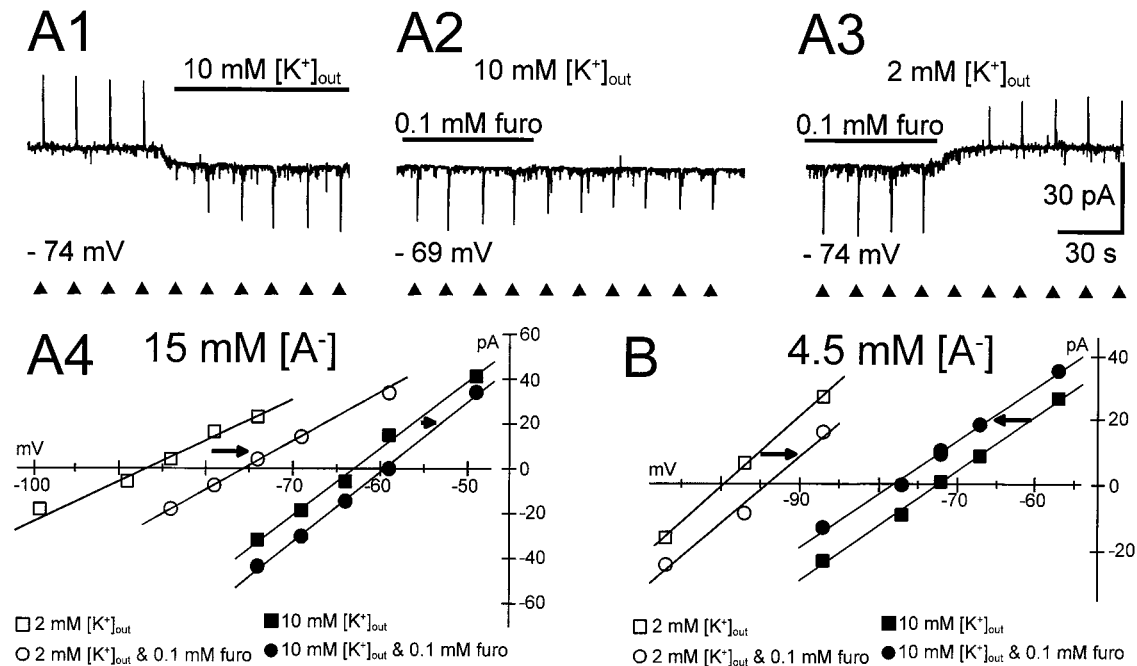 A1
A2
A3
10 mM [K+]out
10 mM [K+]out
2 mM [K+]out
0.1 mM furo
0.1 mM furo
30 pA
30 s
- 74 mV
- 69 mV
- 74 mV
A4
15 mM [A-]
pA
60
40
20
0
-20
-40
-60
mV
-100
-70
-60
-50
□ 2 mM [K+]out
■ 10 mM [K+]out
○ 2 mM [K+]out & 0.1 mM furo
● 10 mM [K+]out & 0.1 mM furo
B
4.5 mM [A-]
pA
40
20
0
-20
mV
-90
-70
-60
□ 2 mM [K+]out
■ 10 mM [K+]out
○ 2 mM [K+]out & 0.1 mM furo
● 10 mM [K+]out & 0.1 mM furo